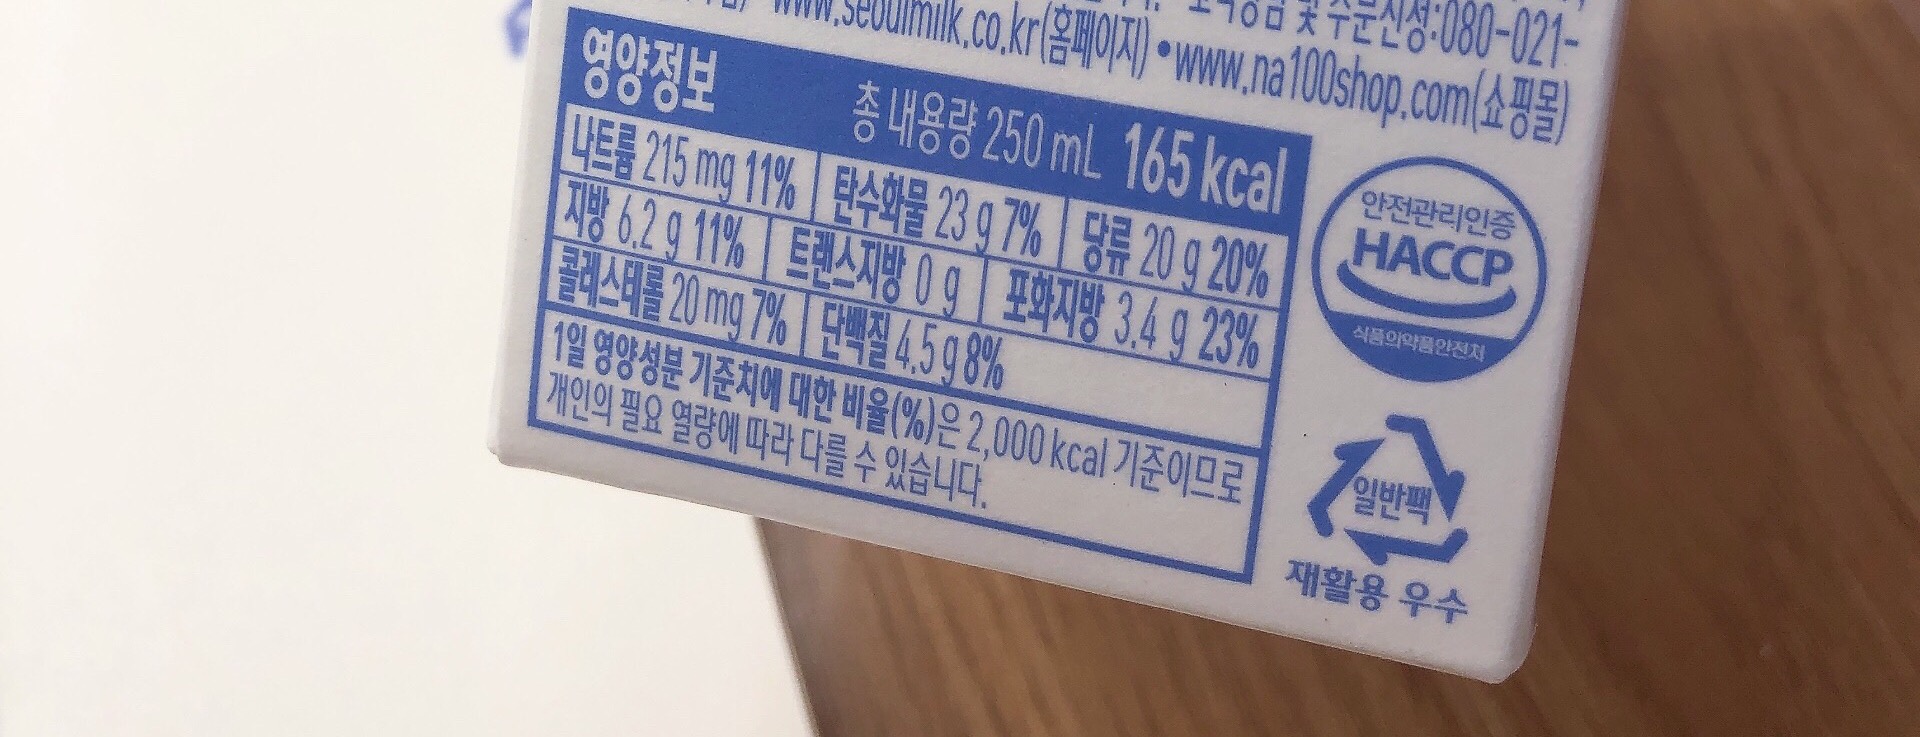 www.seoulmilk.co.kr(홈페이지) • www.na100shop.com(쇼핑몰)
및 주문신청:080-021-
영양정보
총 내용량 250 mL 165 kcal
나트륨 215 mg 11% 탄수화물 23 g 7% 당류 20 g 20%
지방 6.2 g 11% 트랜스지방 0 g 포화지방 3.4 g 23%
콜레스테롤 20 mg 7% 단백질 4.5 g 8%
1일 영양성분 기준치에 대한 비율(%)은 2,000 kcal 기준이므로
개인의 필요 열량에 따라 다를 수 있습니다.
안전관리인증
HACCP
식품의약품안전처
일반팩
재활용 우수